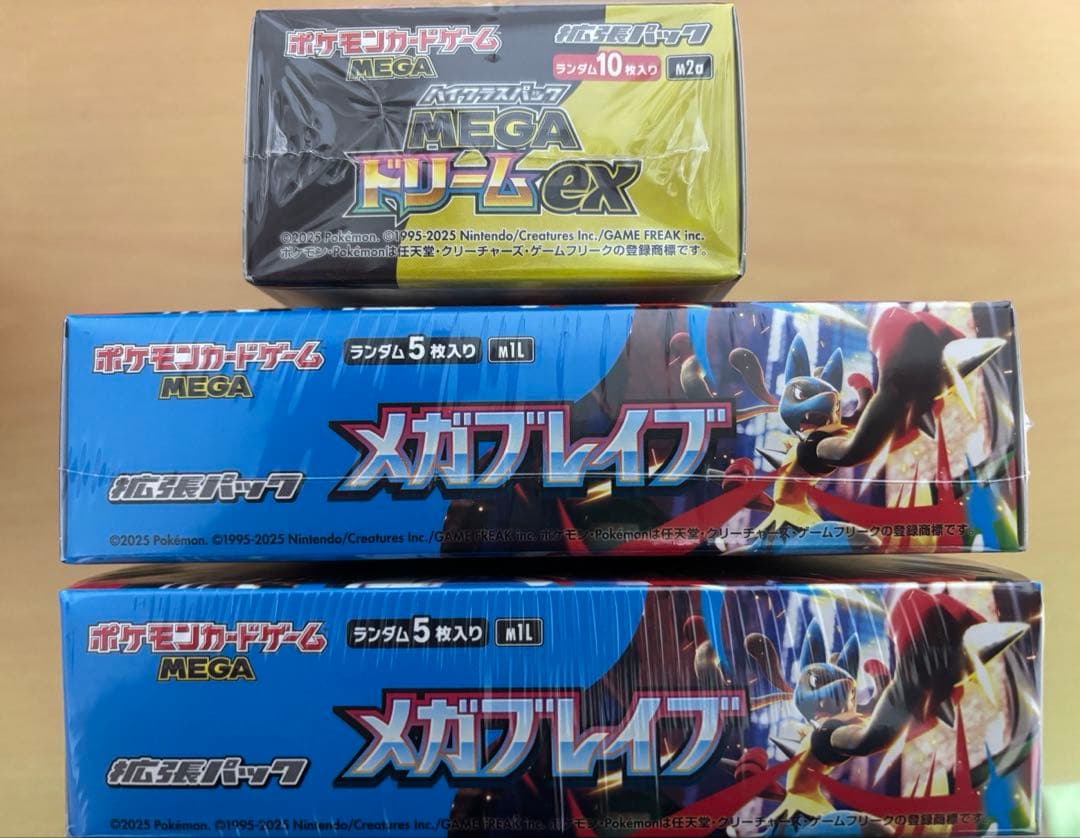 ポケモンカードゲーム
MEGA
拡張パック
ランダム10枚入り M2a
ハイクラスパック
MEGA
ドリームex
©2025 Pokémon. ©1995-2025 Nintendo/Creatures Inc./GAME FREAK inc.
ポケモン・Pokémonは任天堂・クリーチャーズ・ゲームフリークの登録商標です。
ポケモンカードゲーム
MEGA
ランダム5枚入り M1L
メガブレイブ
拡張パック
©2025 Pokémon. ©1995-2025 Nintendo/Creatures Inc./GAME FREAK inc. ポケモン・Pokémonは任天堂・クリーチャーズ・ゲームフリークの登録商標です。
ポケモンカードゲーム
MEGA
ランダム5枚入り M1L
メガブレイブ
拡張パック
©2025 Pokémon. ©1995-2025 Nintendo/Creatures Inc./GAME FREAK inc. ポケモン・Pokémonは任天堂・クリーチャーズ・ゲームフリークの登録商標です。